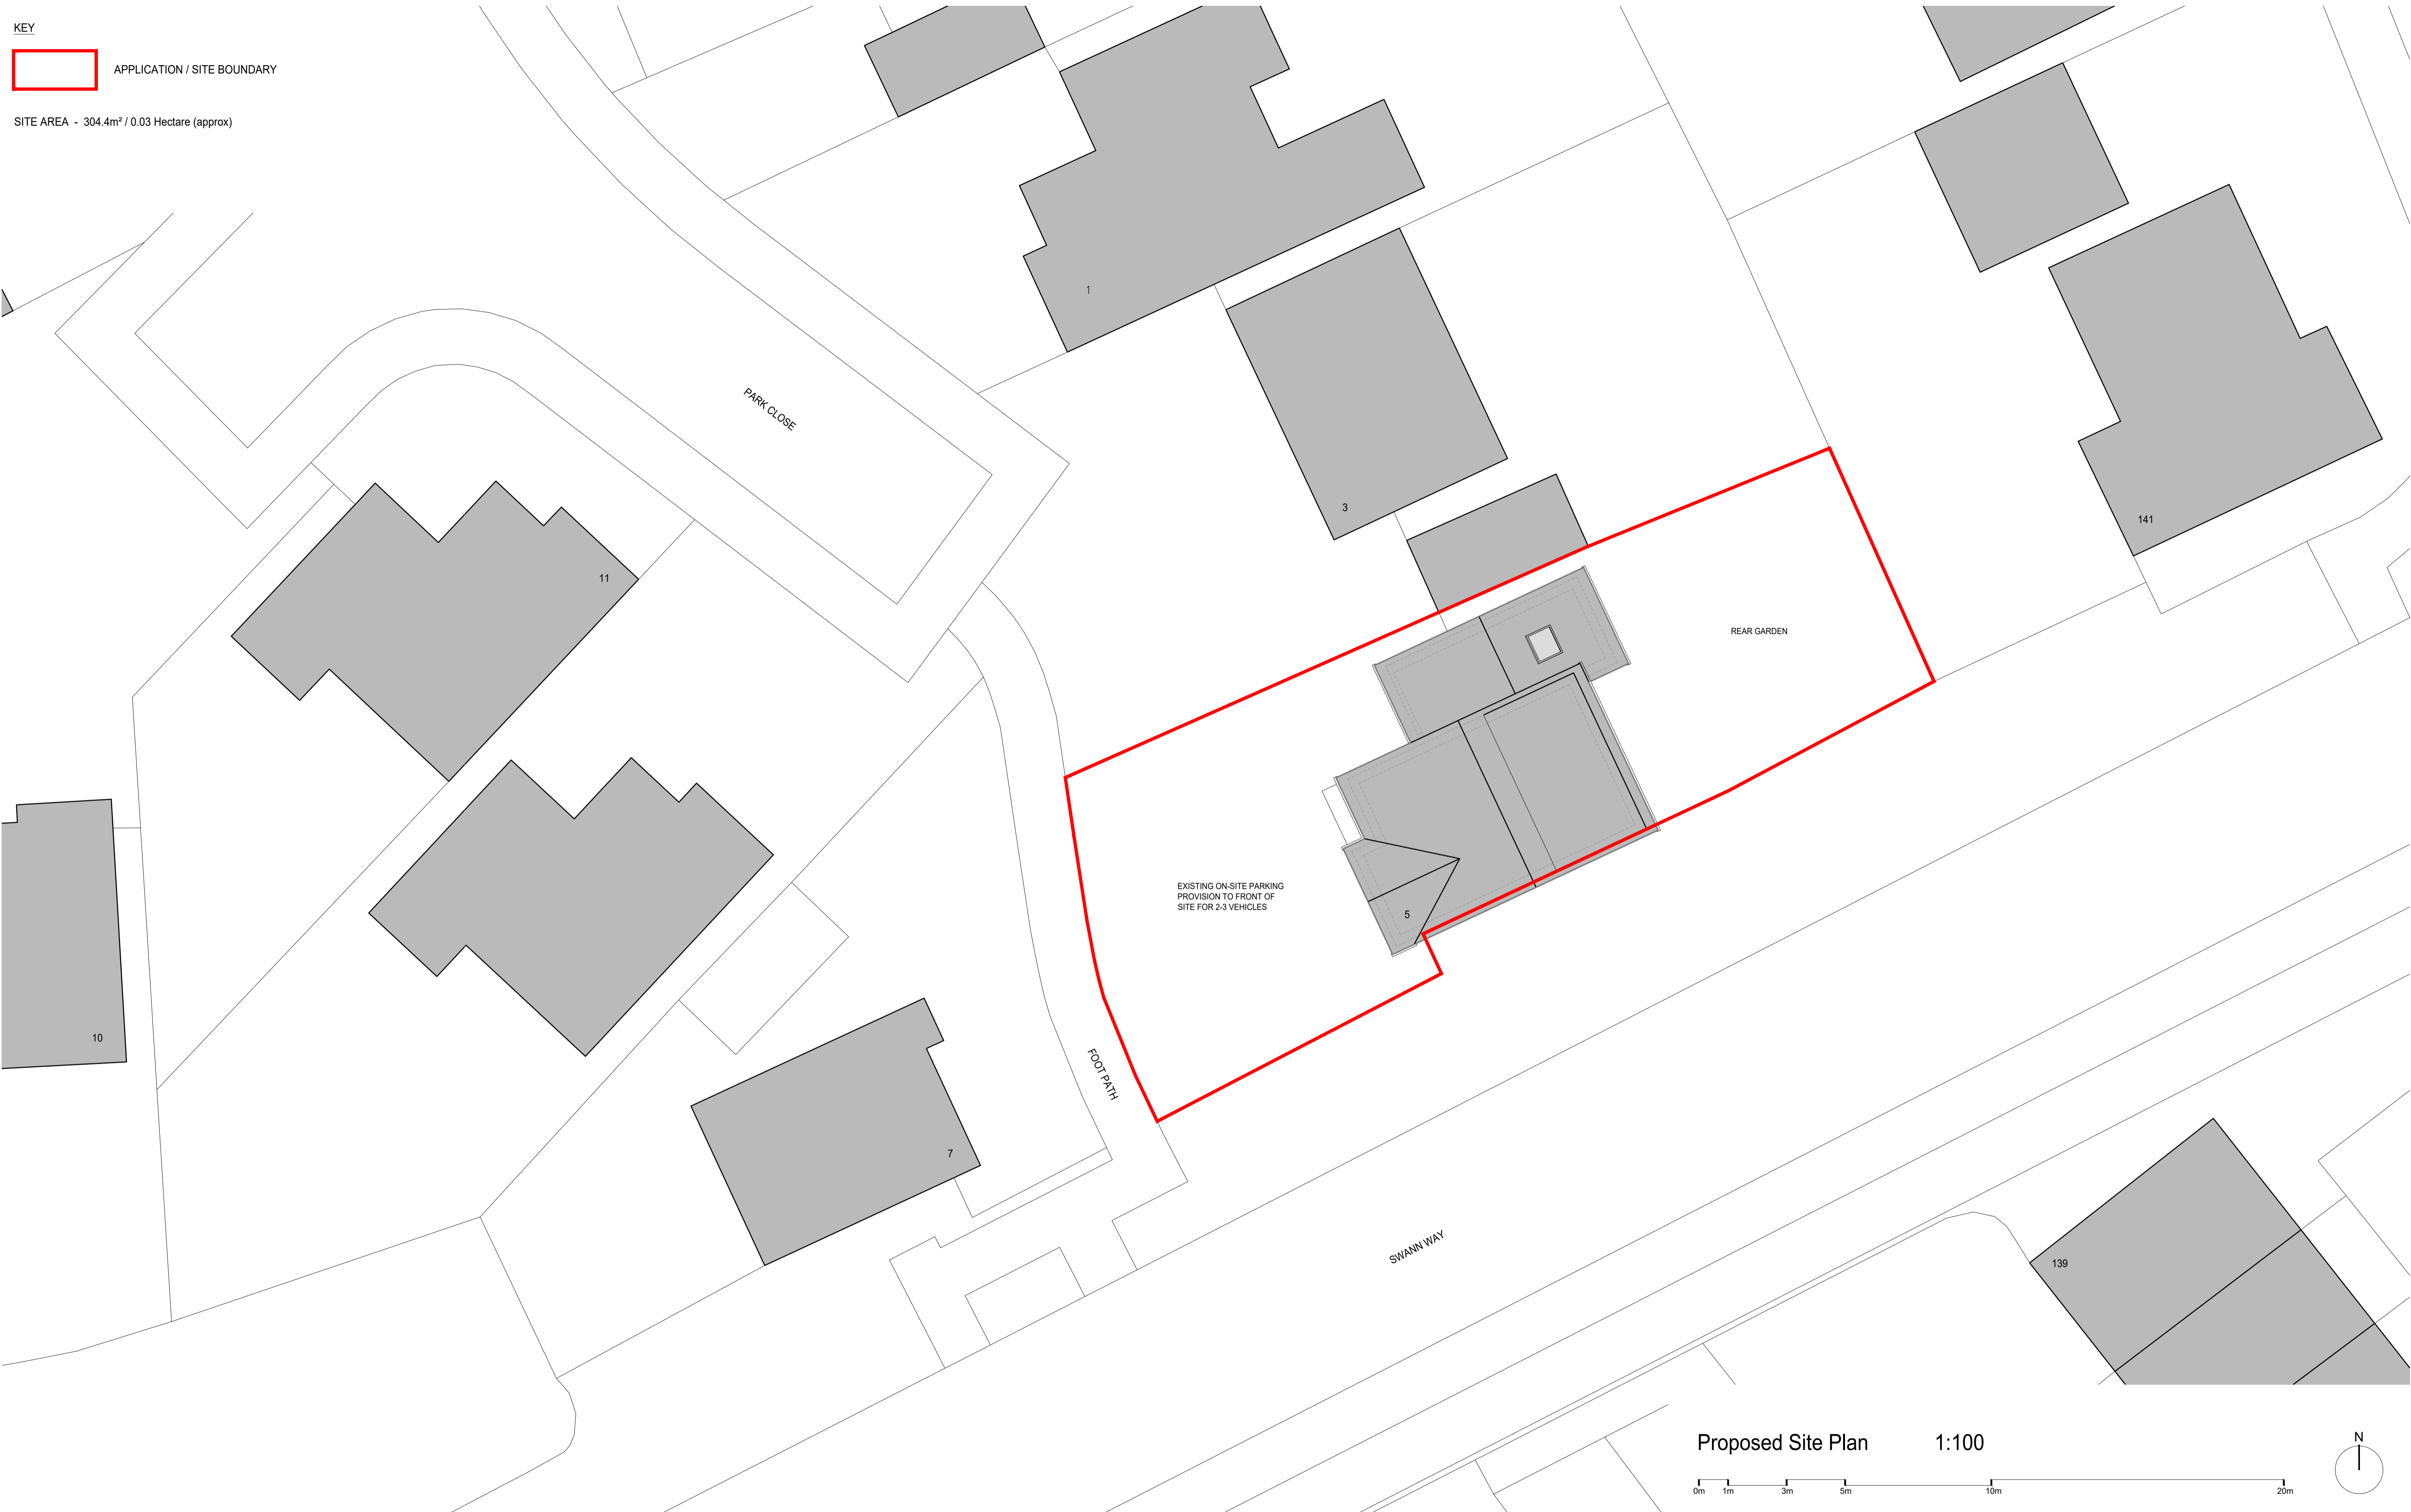 KEY
APPLICATION / SITE BOUNDARY
SITE AREA - 304.4m² / 0.03 Hectare (approx)
1
PARK CLOSE
3
141
11
REAR GARDEN
EXISTING ON-SITE PARKING
PROVISION TO FRONT OF
SITE FOR 2-3 VEHICLES
5
10
FOOT PATH
7
SWANN WAY
139
Proposed Site Plan 1:100
N
0m 1m 3m 5m 10m 20m